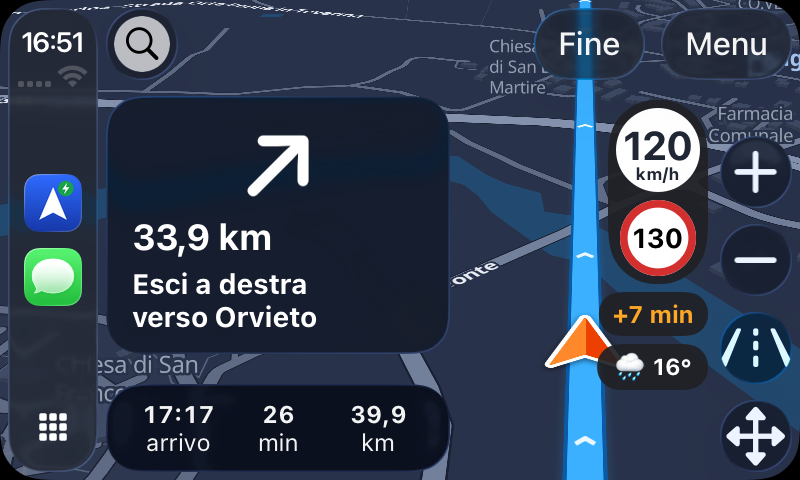 16:51
Fine
Menu
Chiesa
di San
Martire
Farmacia
Comunale
120
km/h
130
33,9 km
Esci a destra
verso Orvieto
+7 min
16°
di San
17:17
26
39,9
arrivo
min
km